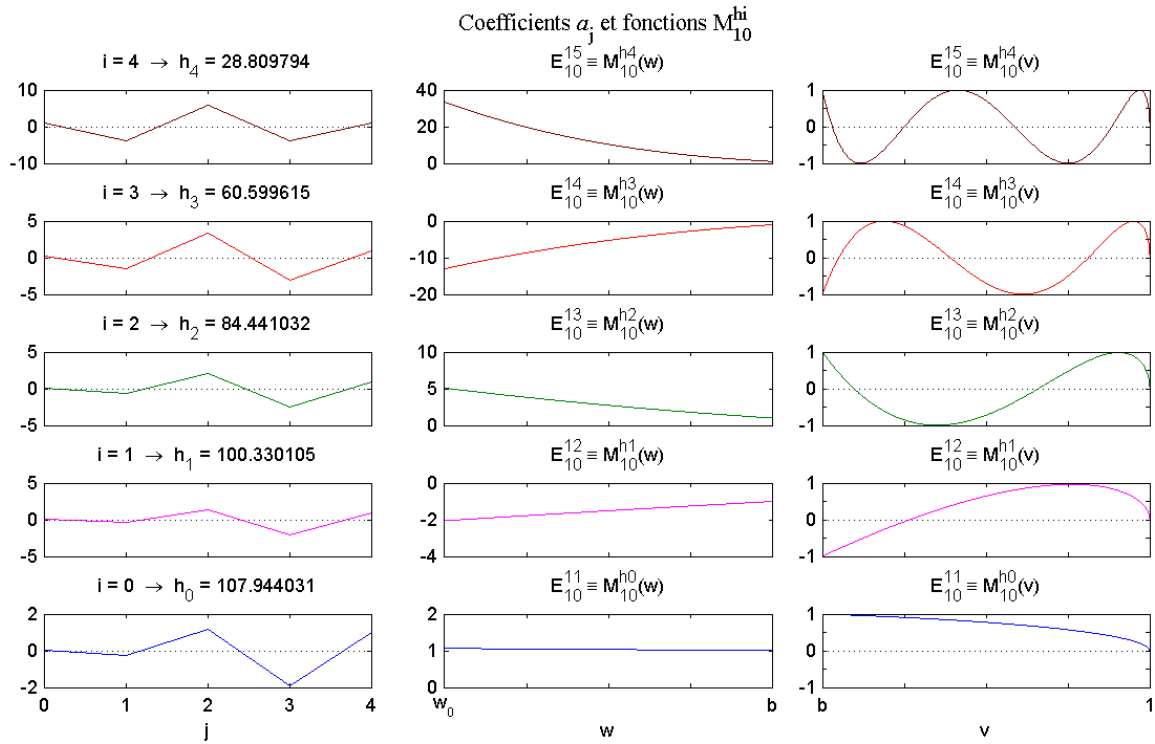 Coefficients a_j et fonctions M_10^hi
i = 4 → h_4 = 28.809794
E_10^15 ≡ M_10^h4(w)
E_10^15 ≡ M_10^h4(v)
10
0
-10
40
20
0
1
0
-1
i = 3 → h_3 = 60.599615
E_10^14 ≡ M_10^h3(w)
E_10^14 ≡ M_10^h3(v)
5
0
-5
0
-10
-20
1
0
-1
i = 2 → h_2 = 84.441032
E_10^13 ≡ M_10^h2(w)
E_10^13 ≡ M_10^h2(v)
5
0
-5
10
5
0
1
0
-1
i = 1 → h_1 = 100.330105
E_10^12 ≡ M_10^h1(w)
E_10^12 ≡ M_10^h1(v)
5
0
-5
0
-2
-4
1
0
-1
i = 0 → h_0 = 107.944031
E_10^11 ≡ M_10^h0(w)
E_10^11 ≡ M_10^h0(v)
2
0
-2
2
1
0
1
0
-1
0 1 2 3 4
w_0 b
b 1
j
w
v